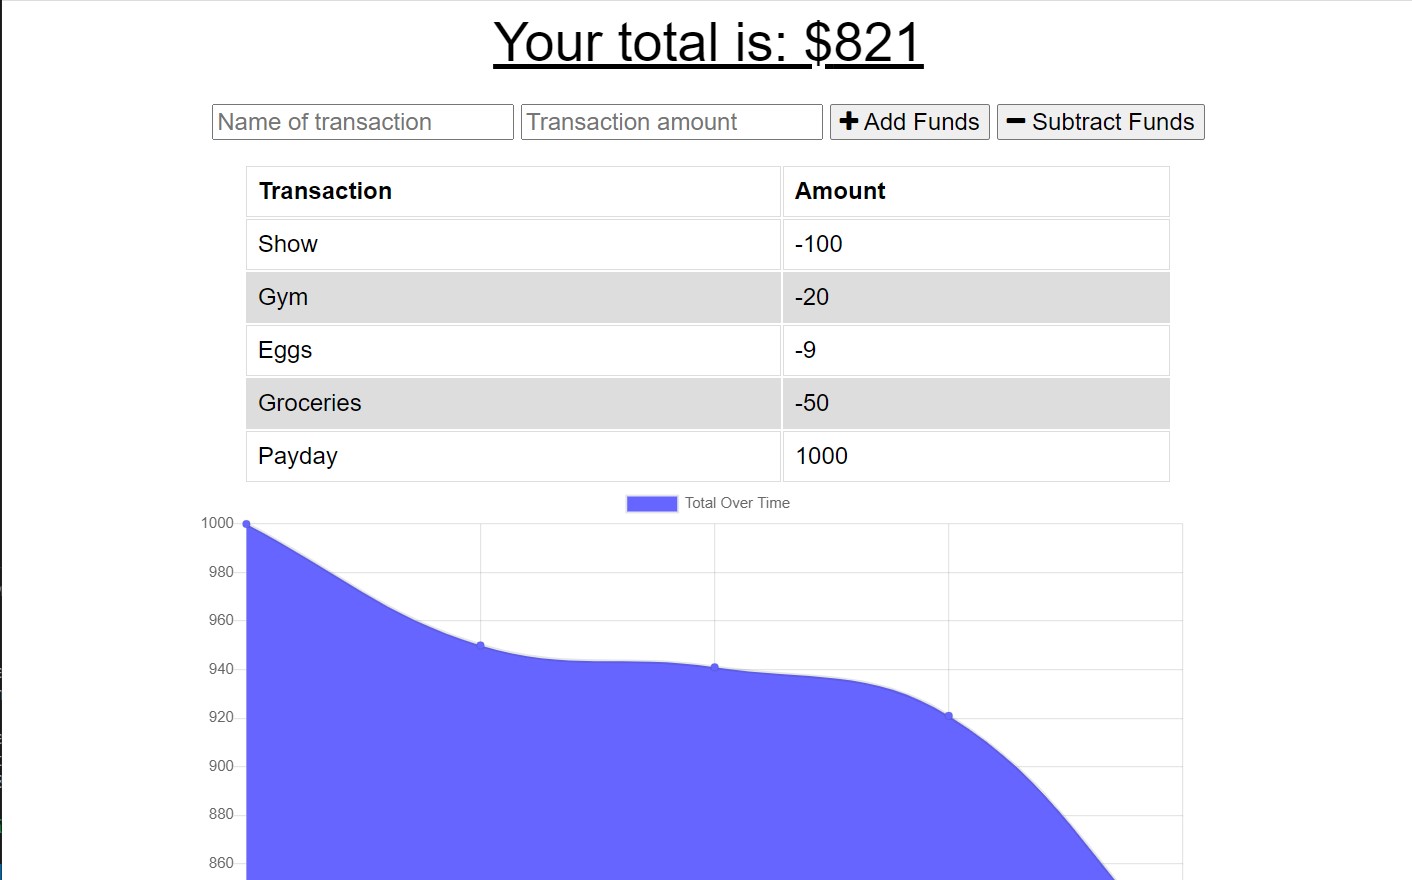 Your total is: $821
Name of transaction Transaction amount Add Funds Subtract Funds
Transaction Amount
Show -100
Gym -20
Eggs -9
Groceries -50
Payday 1000
Total Over Time
1000
980
960
940
920
900
880
860